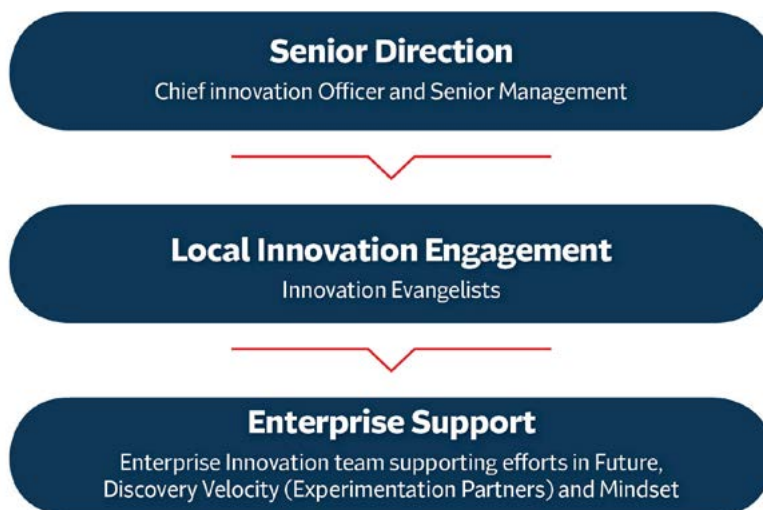 Senior Direction
Chief innovation Officer and Senior Management
Local Innovation Engagement
Innovation Evangelists
Enterprise Support
Enterprise Innovation team supporting efforts in Future,
Discovery Velocity (Experimentation Partners) and Mindset